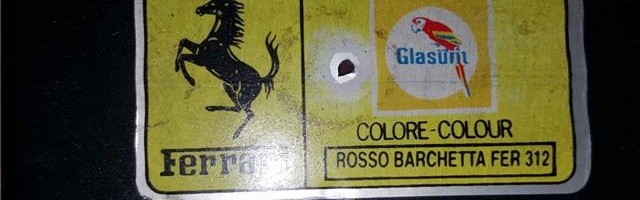 Glasurit
COLORE-COLOUR
Ferrari
ROSSO BARCHETTA FER 312